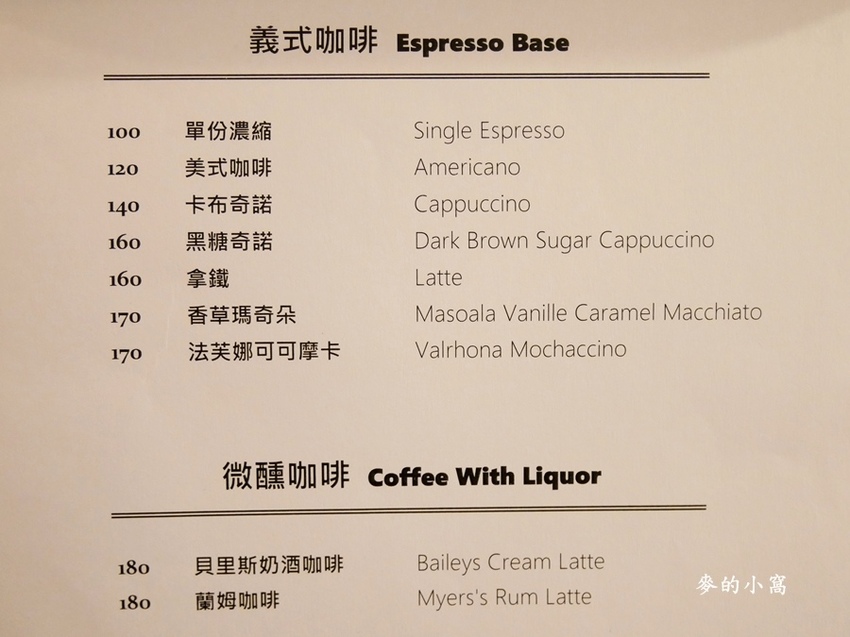 義式咖啡 Espresso Base
100 單份濃縮 Single Espresso
120 美式咖啡 Americano
140 卡布奇諾 Cappuccino
160 黑糖奇諾 Dark Brown Sugar Cappuccino
160 拿鐵 Latte
170 香草瑪奇朵 Masoala Vanille Caramel Macchiato
170 法芙娜可可摩卡 Valrhona Mochaccino
微醺咖啡 Coffee With Liquor
180 貝里斯奶酒咖啡 Baileys Cream Latte
180 蘭姆咖啡 Myers's Rum Latte
麥的小窩